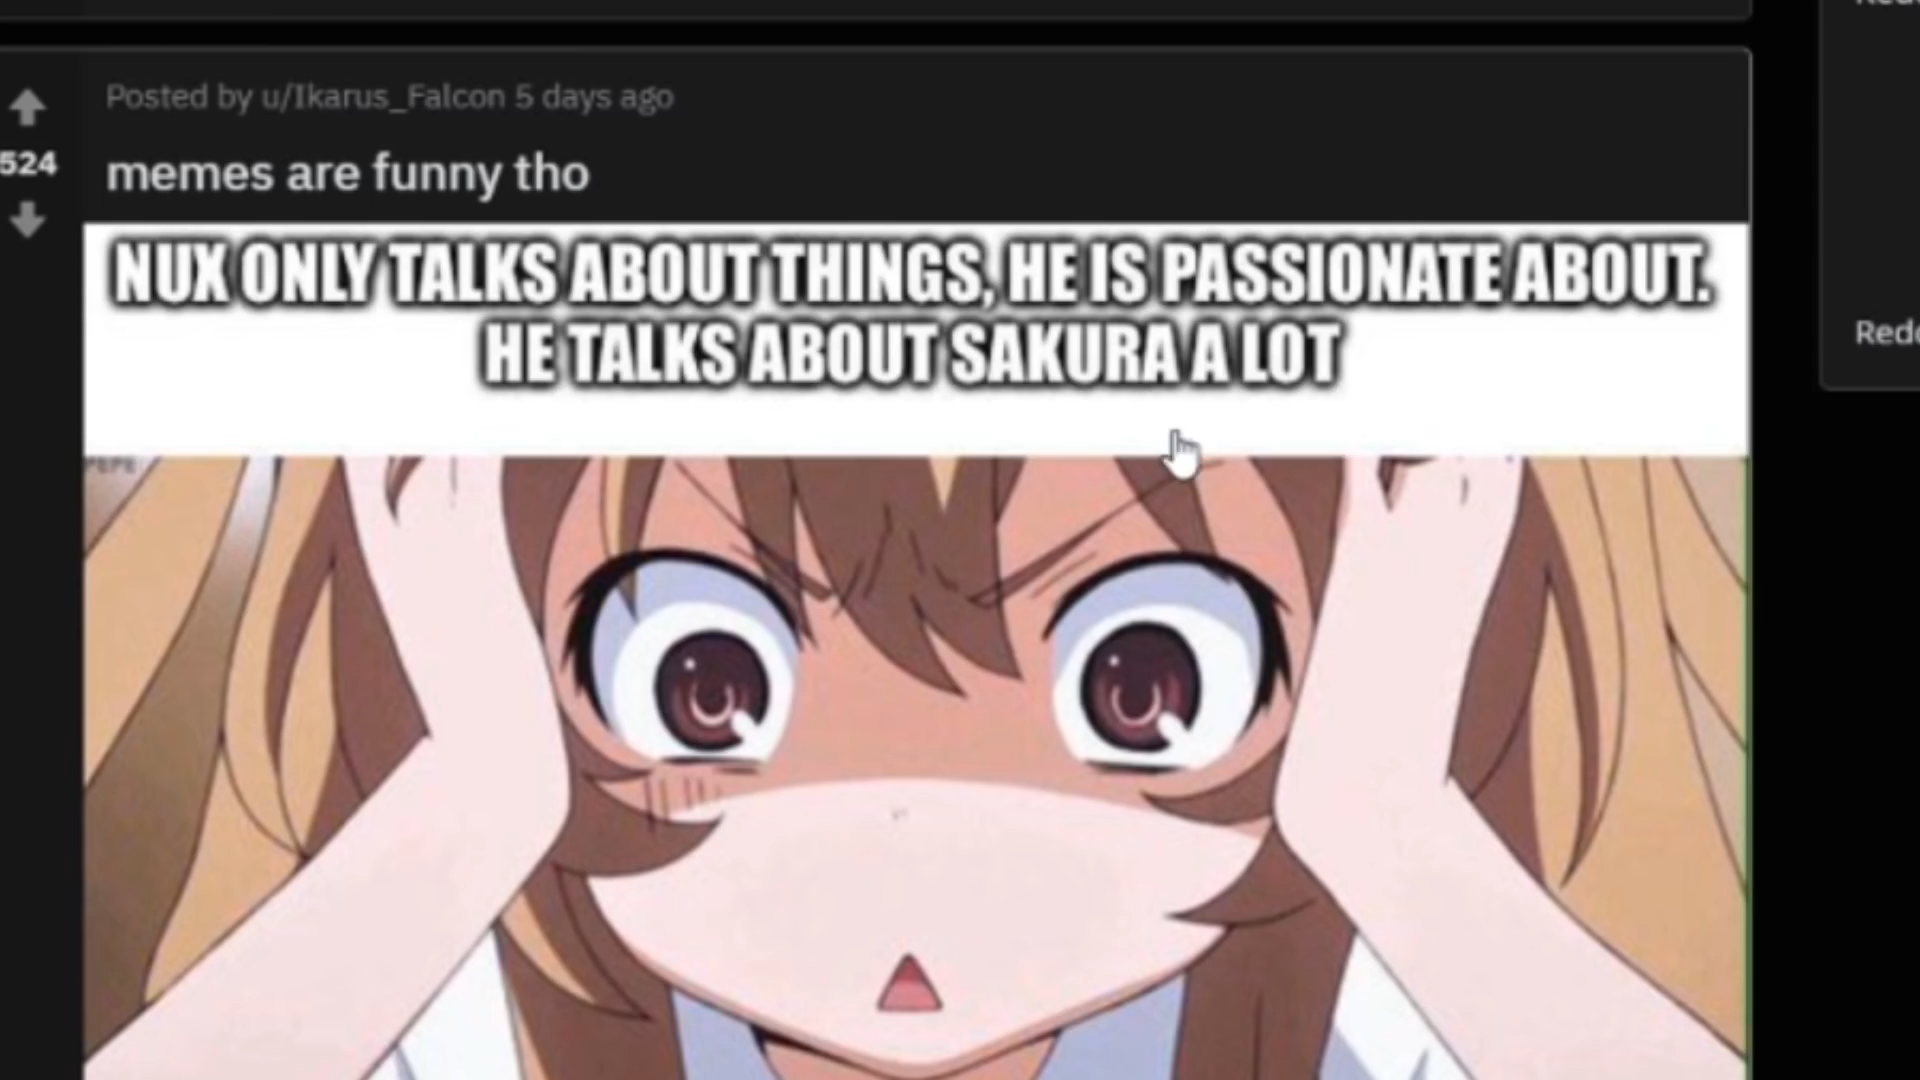 Posted by u/Ikarus_Falcon 5 days ago
524
memes are funny tho
NUX ONLY TALKS ABOUT THINGS, HE IS PASSIONATE ABOUT.
HE TALKS ABOUT SAKURA A LOT
PEPE